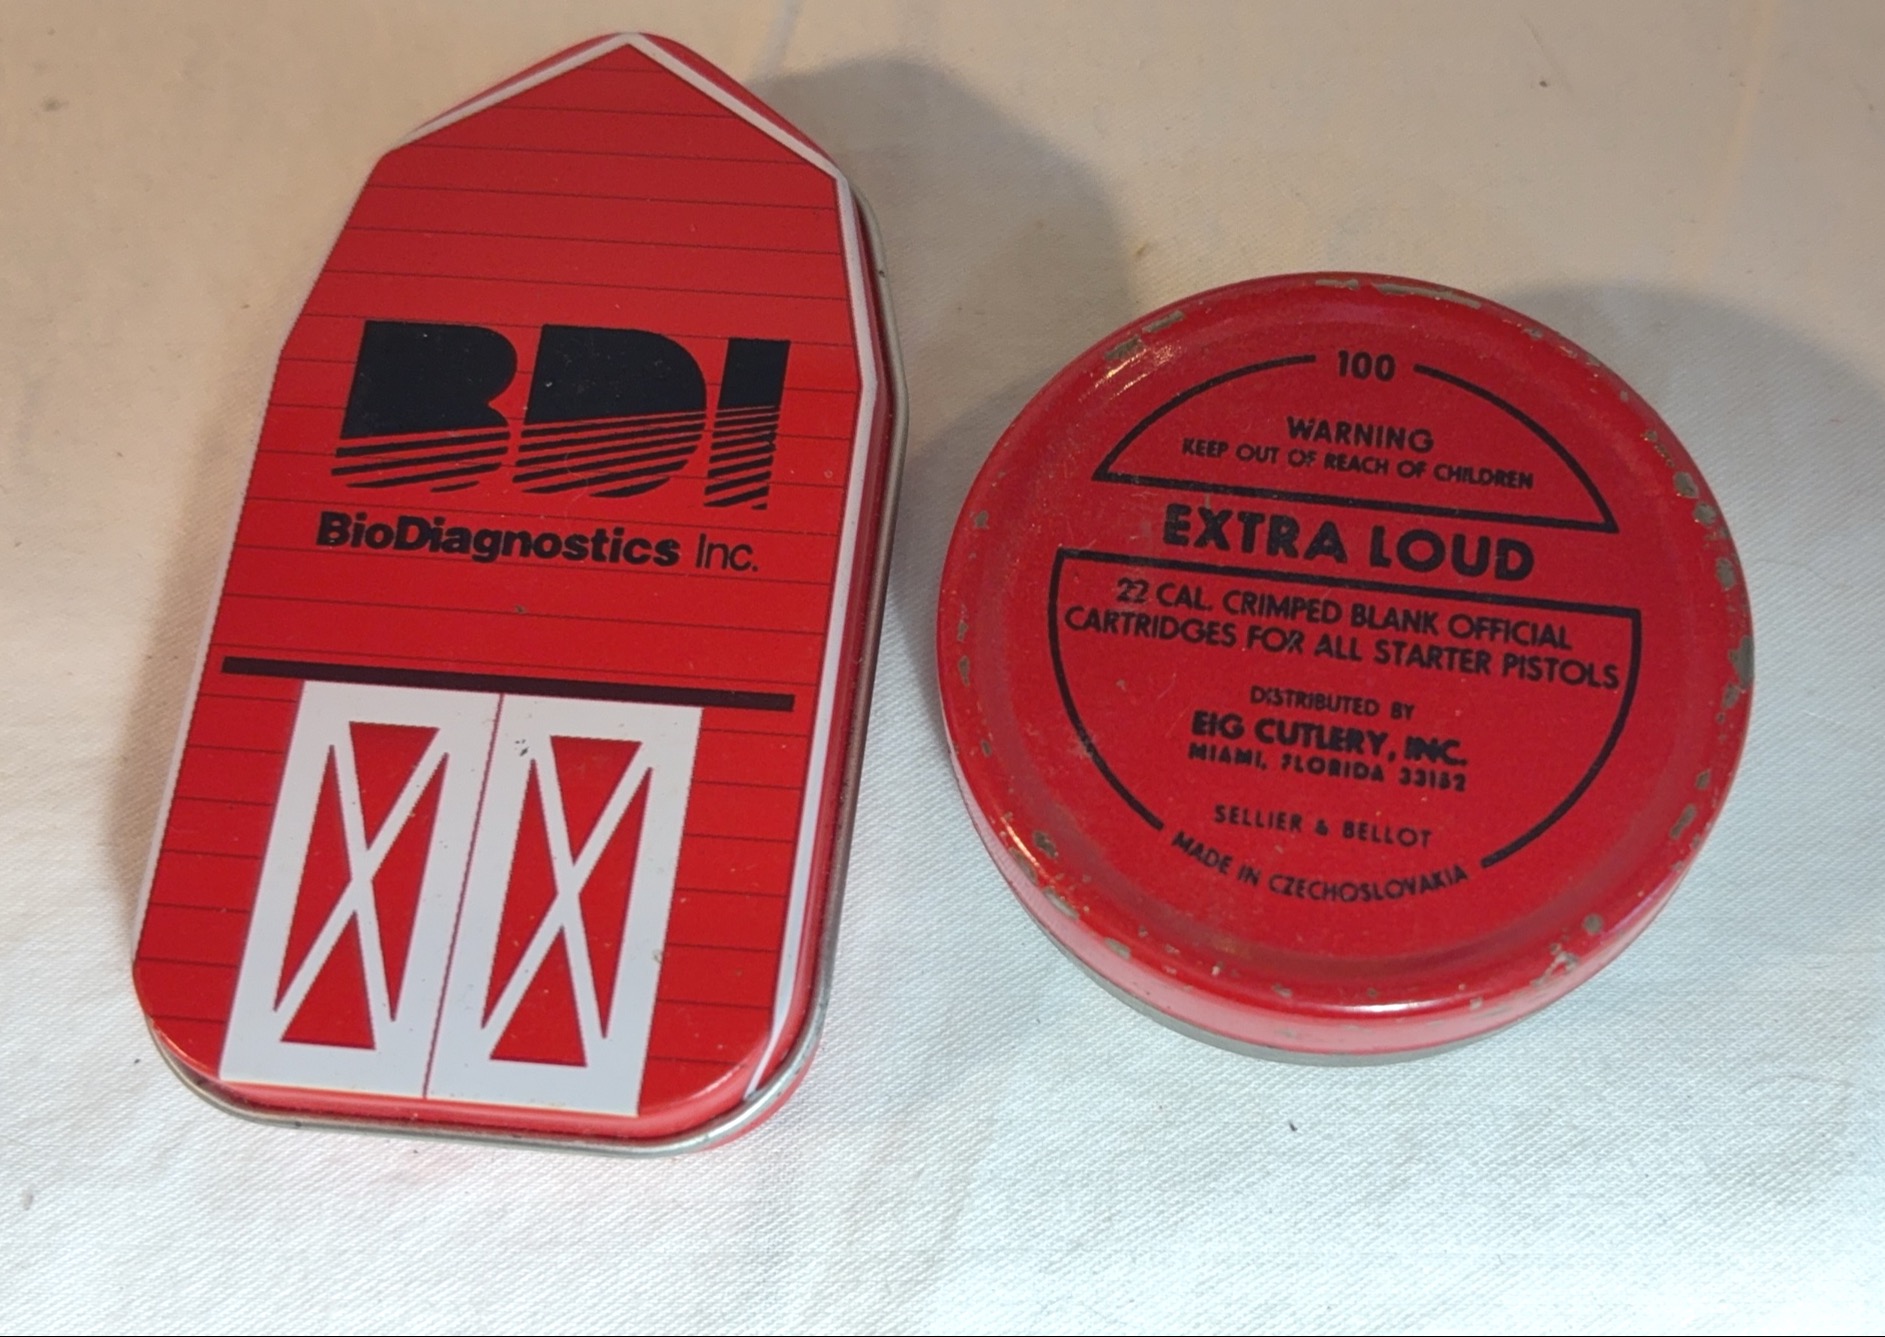 BDI
BioDiagnostics Inc.
100
WARNING
KEEP OUT OF REACH OF CHILDREN
EXTRA LOUD
22 CAL. CRIMPED BLANK OFFICIAL
CARTRIDGES FOR ALL STARTER PISTOLS
DISTRIBUTED BY
EIG CUTLERY, INC.
MIAMI, FLORIDA 33152
SELLIER & BELLOT
MADE IN CZECHOSLOVAKIA